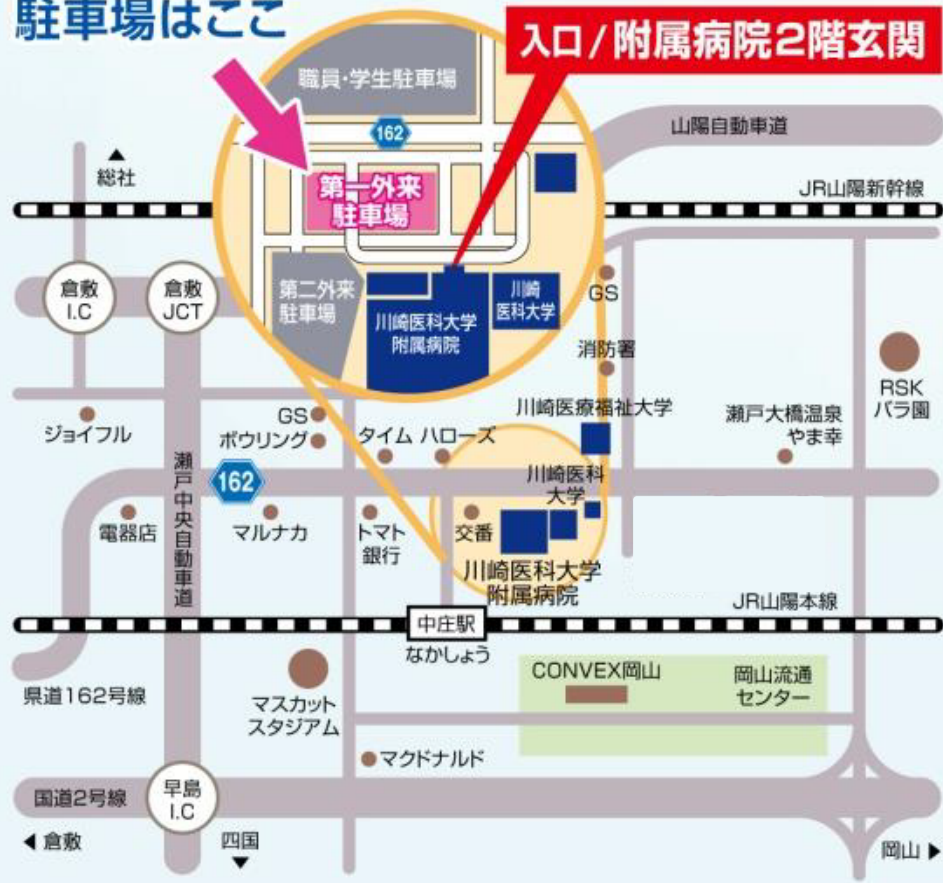 駐車場はここ
入口/附属病院2階玄関
職員・学生駐車場
162
山陽自動車道
総社
第一外来
駐車場
JR山陽新幹線
倉敷
I.C
倉敷
JCT
第二外来
駐車場
川崎医科大学
附属病院
川崎
医科大学
GS
消防署
RSK
バラ園
ジョイフル
GS
ボウリング
タイム
ハローズ
川崎医療福祉大学
瀬戸大橋温泉
やま幸
瀬戸中央自動車道
162
川崎医科
大学
電器店
マルナカ
トマト
銀行
交番
川崎医科大学
附属病院
JR山陽本線
中庄駅
なかしょう
県道162号線
マスカット
スタジアム
CONVEX岡山
岡山流通
センター
マクドナルド
国道2号線
早島
I.C
倉敷
四国
岡山